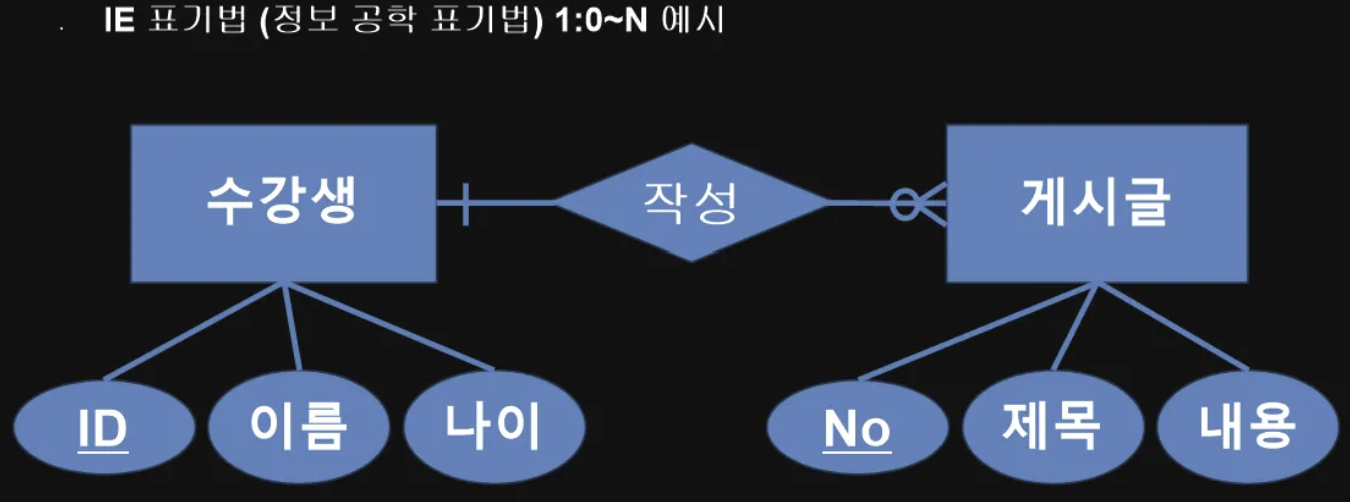 . IE 표기법 (정보 공학 표기법) 1:0~N 예시
수강생 작성 게시글
ID 이름 나이 No 제목 내용